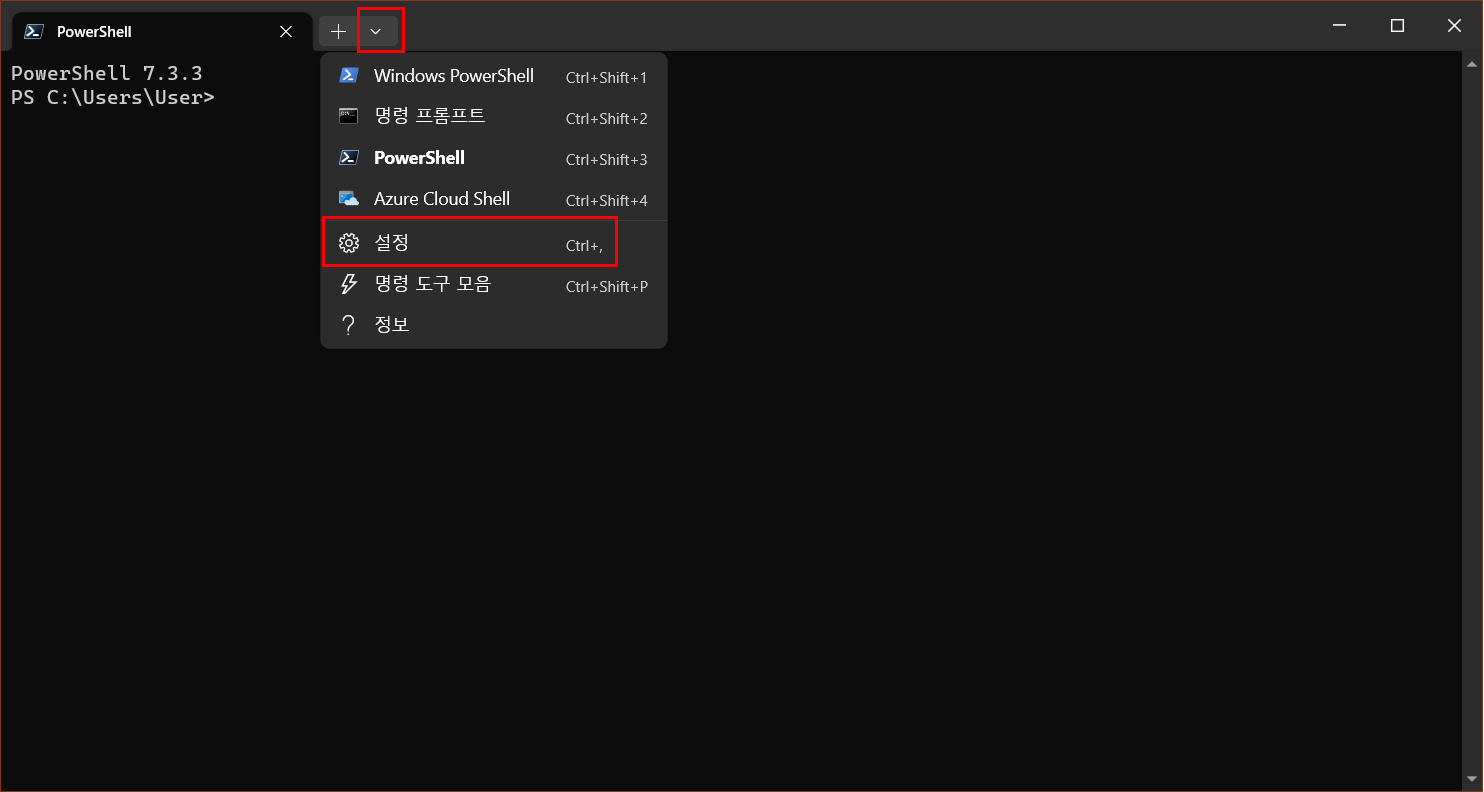 PowerShell
PowerShell 7.3.3
PS C:\Users\User>
Windows PowerShell Ctrl+Shift+1
명령 프롬프트 Ctrl+Shift+2
PowerShell Ctrl+Shift+3
Azure Cloud Shell Ctrl+Shift+4
설정 Ctrl+,
명령 도구 모음 Ctrl+Shift+P
정보